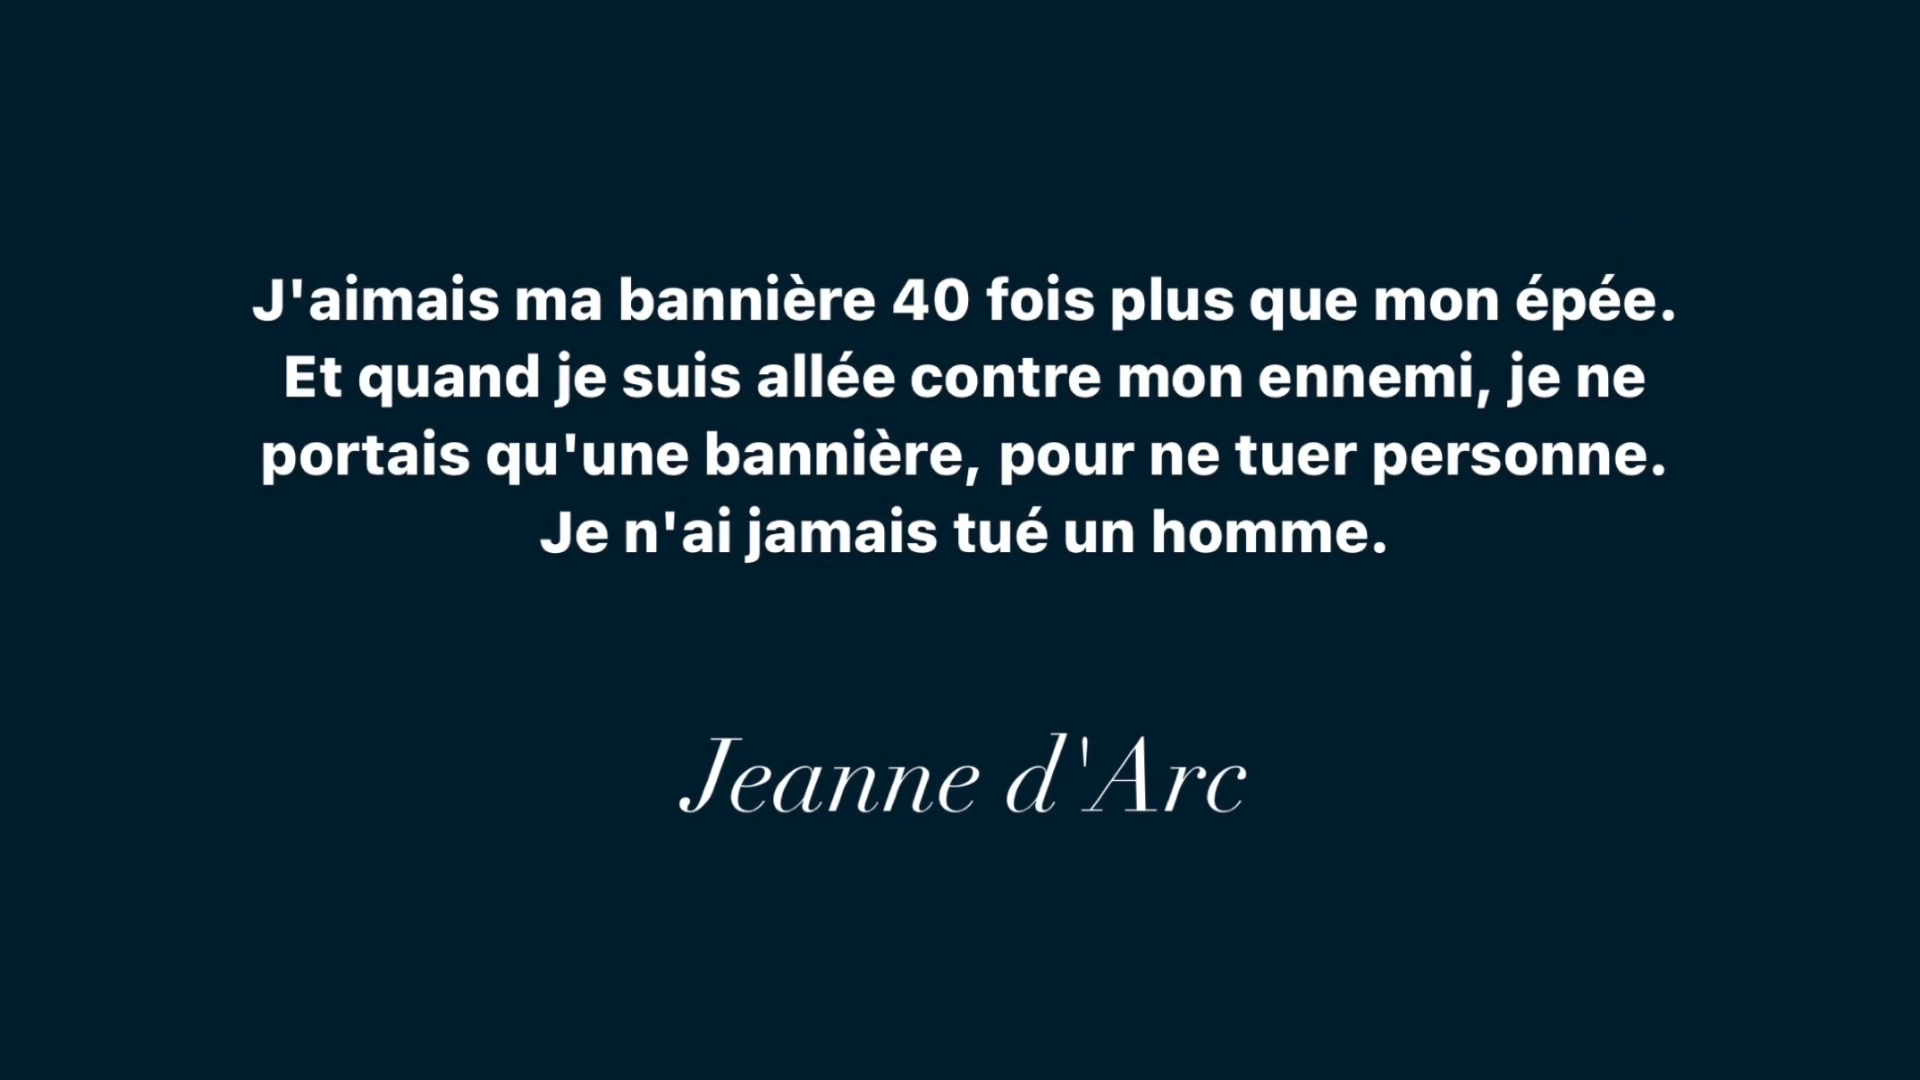 J'aimais ma bannière 40 fois plus que mon épée.
Et quand je suis allée contre mon ennemi, je ne
portais qu'une bannière, pour ne tuer personne.
Je n'ai jamais tué un homme.
Jeanne d'Arc